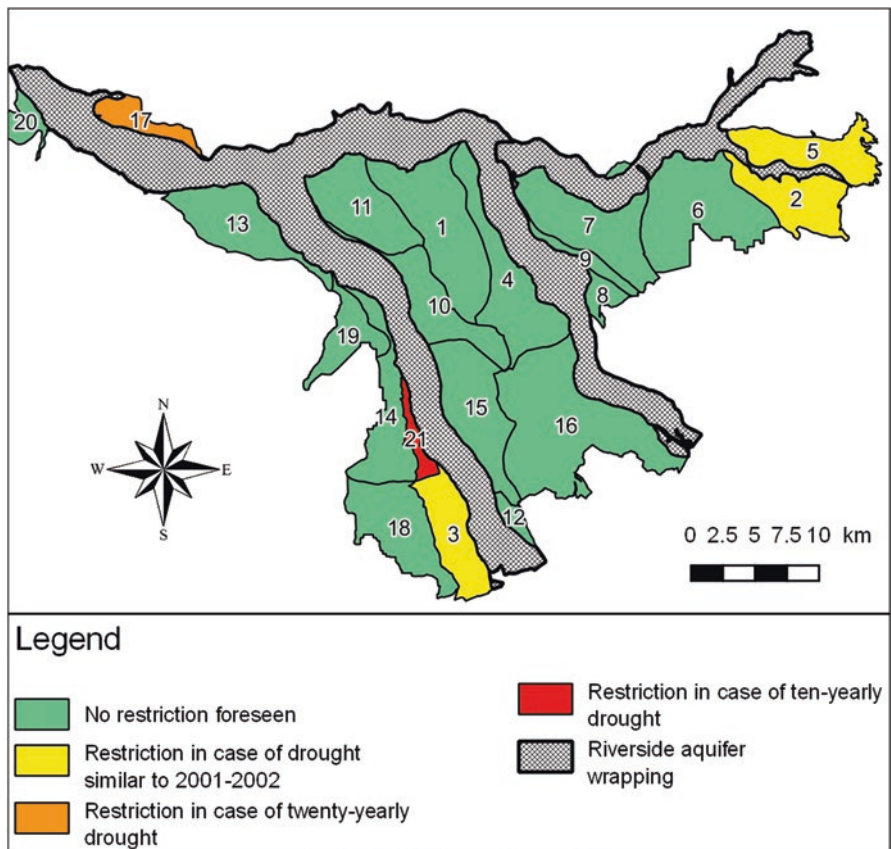 20
17
5
2
13
11
1
7
6
4
9
8
10
19
14
15
16
21
N
W E
S
18
3
12
0 2.5 5 7.5 10 km
Legend
No restriction foreseen
Restriction in case of drought
similar to 2001-2002
Restriction in case of twenty-yearly
drought
Restriction in case of ten-yearly
drought
Riverside aquifer
wrapping